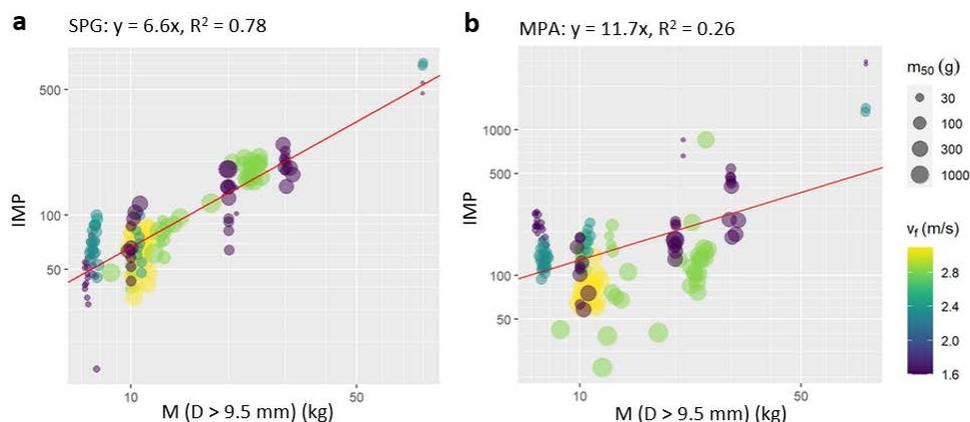 a
SPG: y = 6.6x, R² = 0.78
IMP
500
100
50
10
50
M (D > 9.5 mm) (kg)
b
MPA: y = 11.7x, R² = 0.26
IMP
1000
500
100
50
10
50
M (D > 9.5 mm) (kg)
m₅₀ (g)
30
100
300
1000
v_f (m/s)
2.8
2.4
2.0
1.6